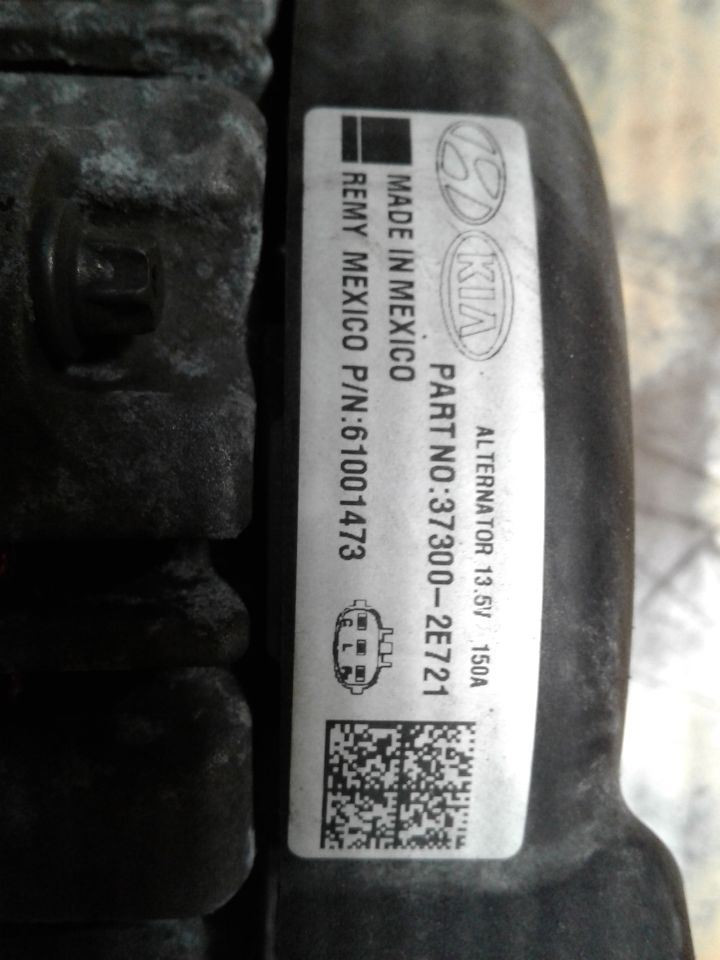 KIA
ALTERNATOR 13.5V 150A
PART NO:37300-2E721
MADE IN MEXICO
REMY MEXICO P/N:61001473